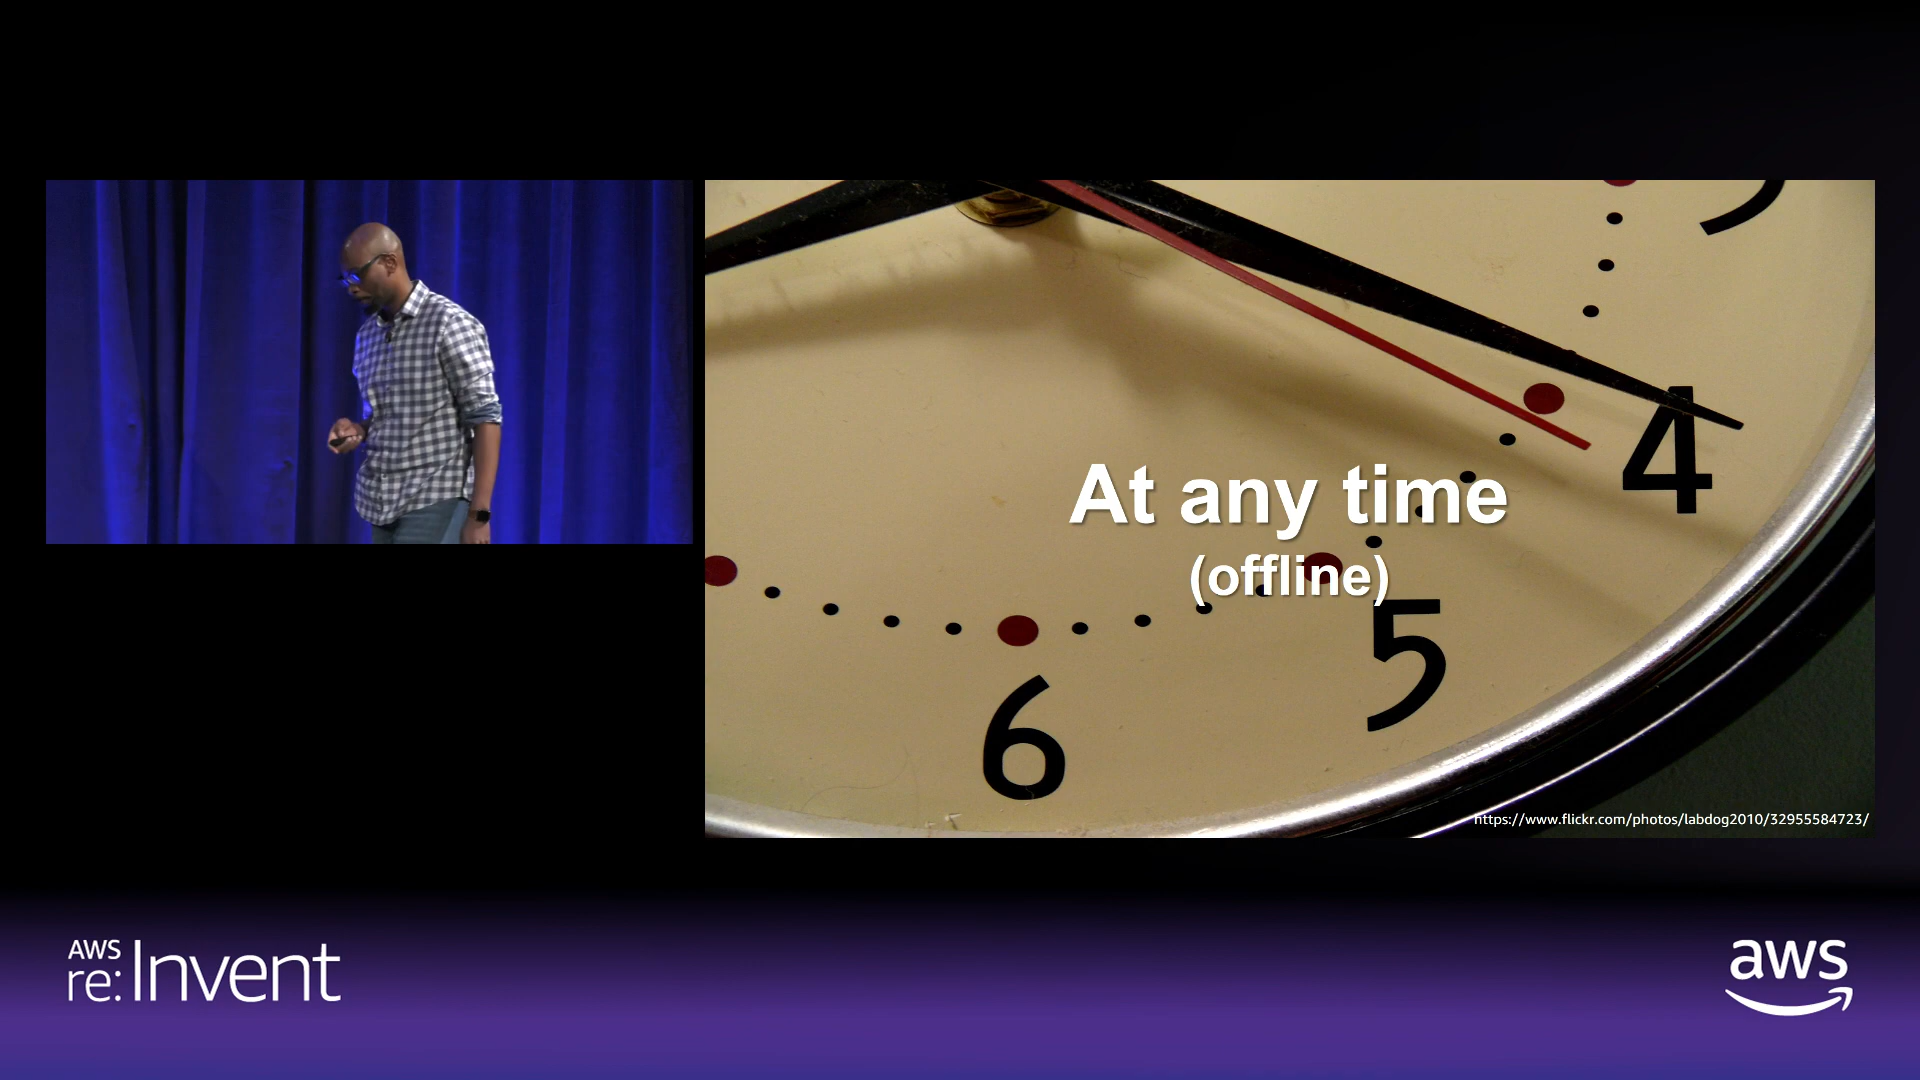 At any time
(offline)
4
5
6
https://www.flickr.com/photos/labdog2010/32955584723/
AWS
re:Invent
aws